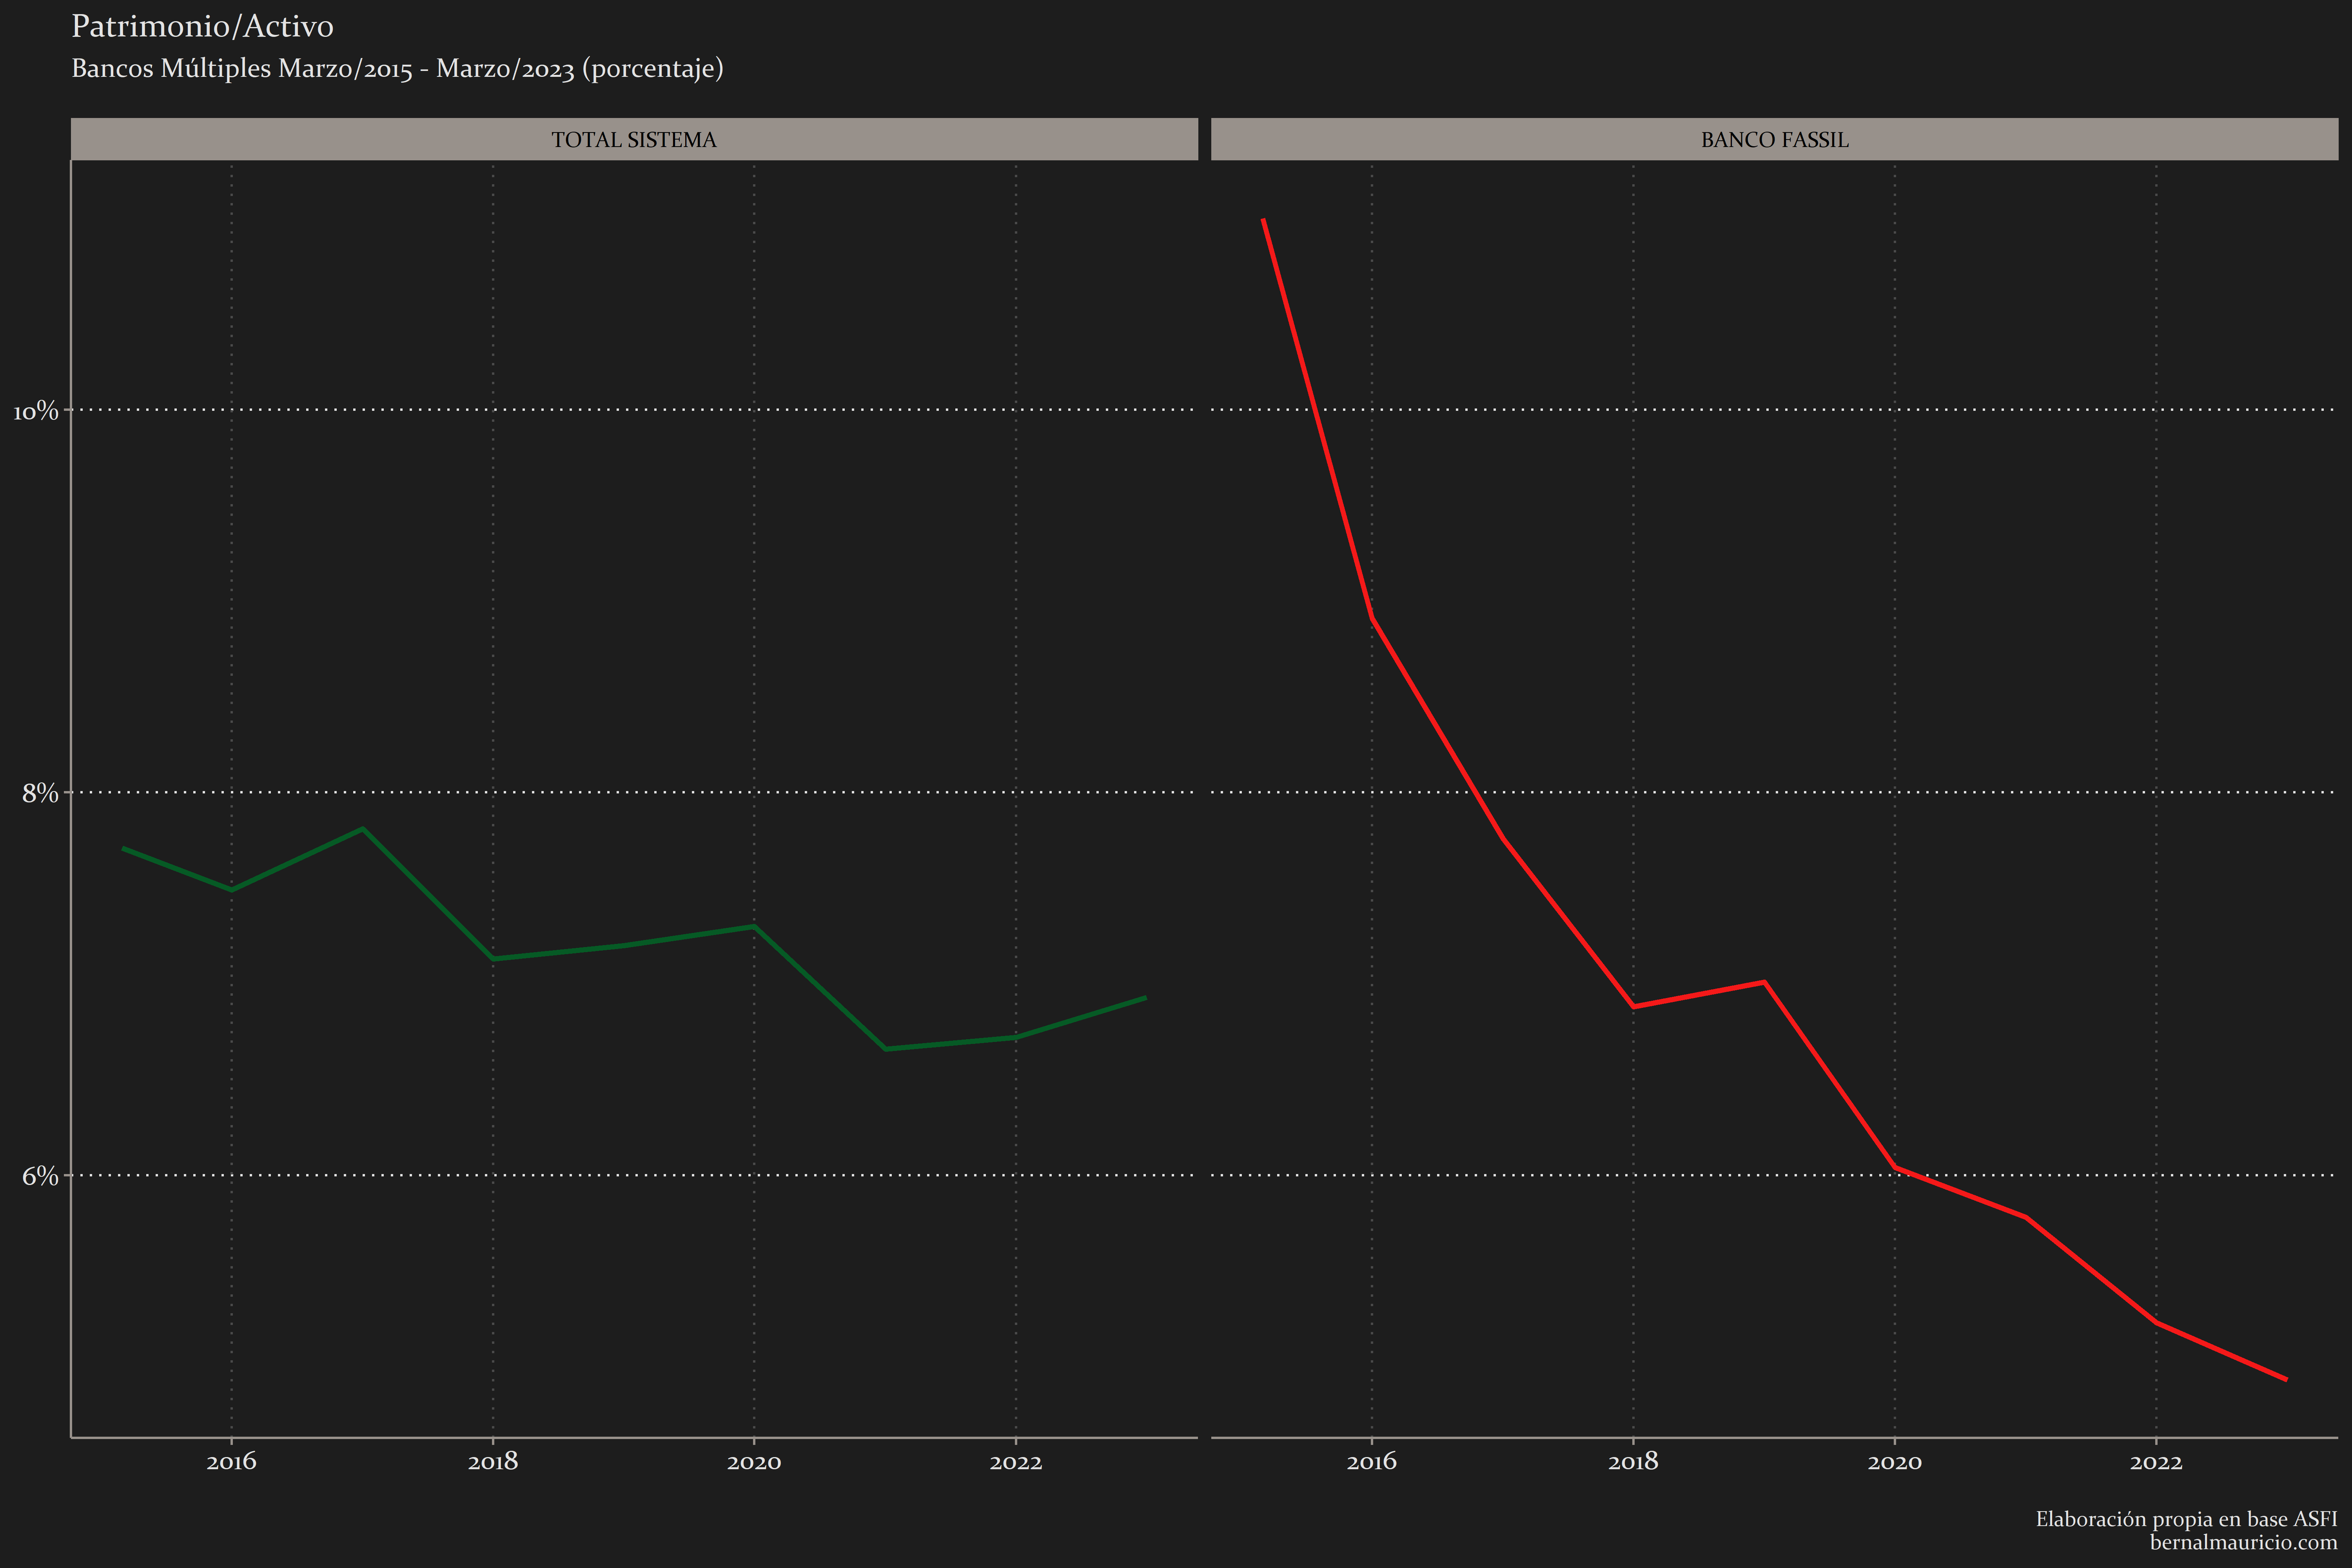 Patrimonio/Activo
Bancos Múltiples Marzo/2015 - Marzo/2023 (porcentaje)
TOTAL SISTEMA
BANCO FASSIL
10%
8%
6%
2016
2018
2020
2022
2016
2018
2020
2022
Elaboración propia en base ASFI
bernalmauricio.com